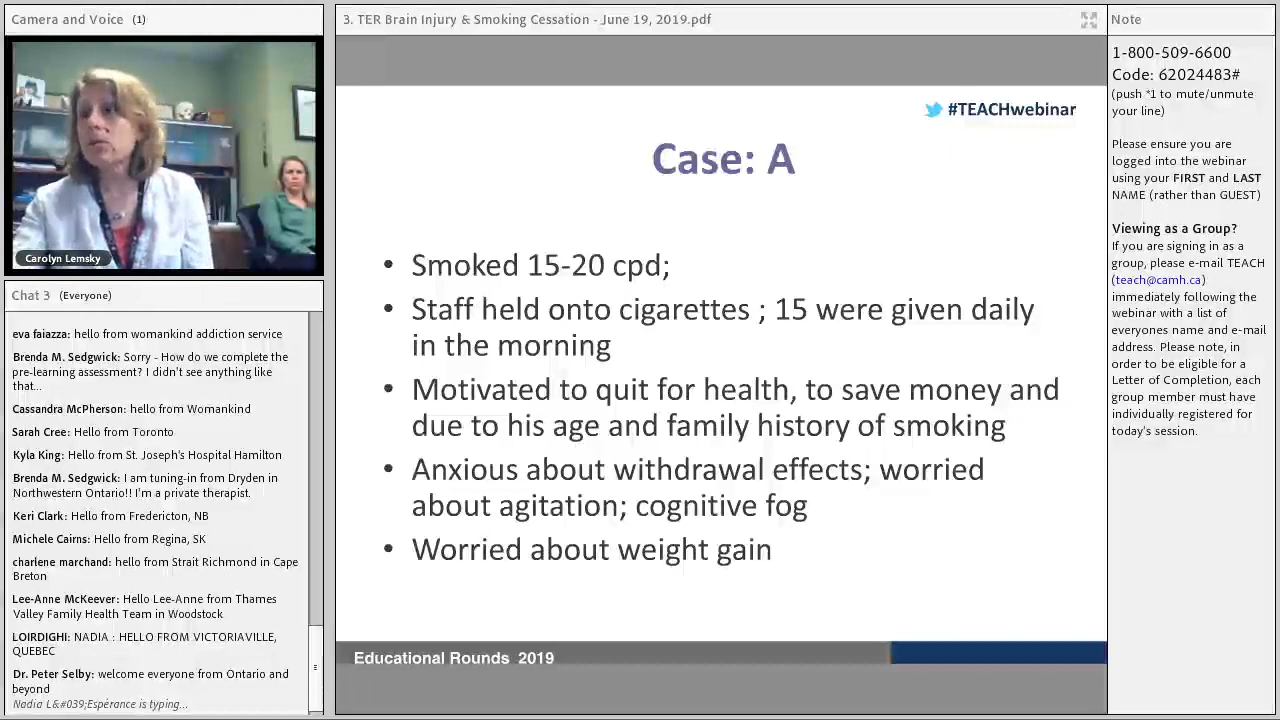 Camera and Voice (1)
Carolyn Lemsky
Chat 3 (Everyone)
eva faiazza: hello from womankind addiction service
Brenda M. Sedgwick: Sorry - How do we complete the
pre-learning assessment? I didn't see anything like
that...
Cassandra McPherson: hello from Womankind
Sarah Cree: Hello from Toronto
Kyla King: Hello from St. Joseph's Hospital Hamilton
Brenda M. Sedgwick: I am tuning-in from Dryden in
Northwestern Ontario!! I'm a private therapist.
Keri Clark: Hello from Fredericton, NB
Michele Cairns: Hello from Regina, SK
charlene marchand: hello from Strait Richmond in Cape
Breton
Lee-Anne McKeever: Hello Lee-Anne from Thames
Valley Family Health Team in Woodstock
LOIRDIGHI: NADIA : HELLO FROM VICTORIAVILLE,
QUEBEC
Dr. Peter Selby: welcome everyone from Ontario and
beyond
Nadia L&#039;Espérance is typing...
3. TER Brain Injury & Smoking Cessation - June 19, 2019.pdf
#TEACHwebinar
Case: A
• Smoked 15-20 cpd;
• Staff held onto cigarettes ; 15 were given daily
in the morning
• Motivated to quit for health, to save money and
due to his age and family history of smoking
• Anxious about withdrawal effects; worried
about agitation; cognitive fog
• Worried about weight gain
Educational Rounds 2019
Note
1-800-509-6600
Code: 62024483#
(push *1 to mute/unmute
your line)
Please ensure you are
logged into the webinar
using your FIRST and LAST
NAME (rather than GUEST)
Viewing as a Group?
If you are signing in as a
group, please e-mail TEACH
(teach@camh.ca)
immediately following the
webinar with a list of
everyones name and e-mail
address. Please note, in
order to be eligible for a
Letter of Completion, each
group member must have
individually registered for
today's session.